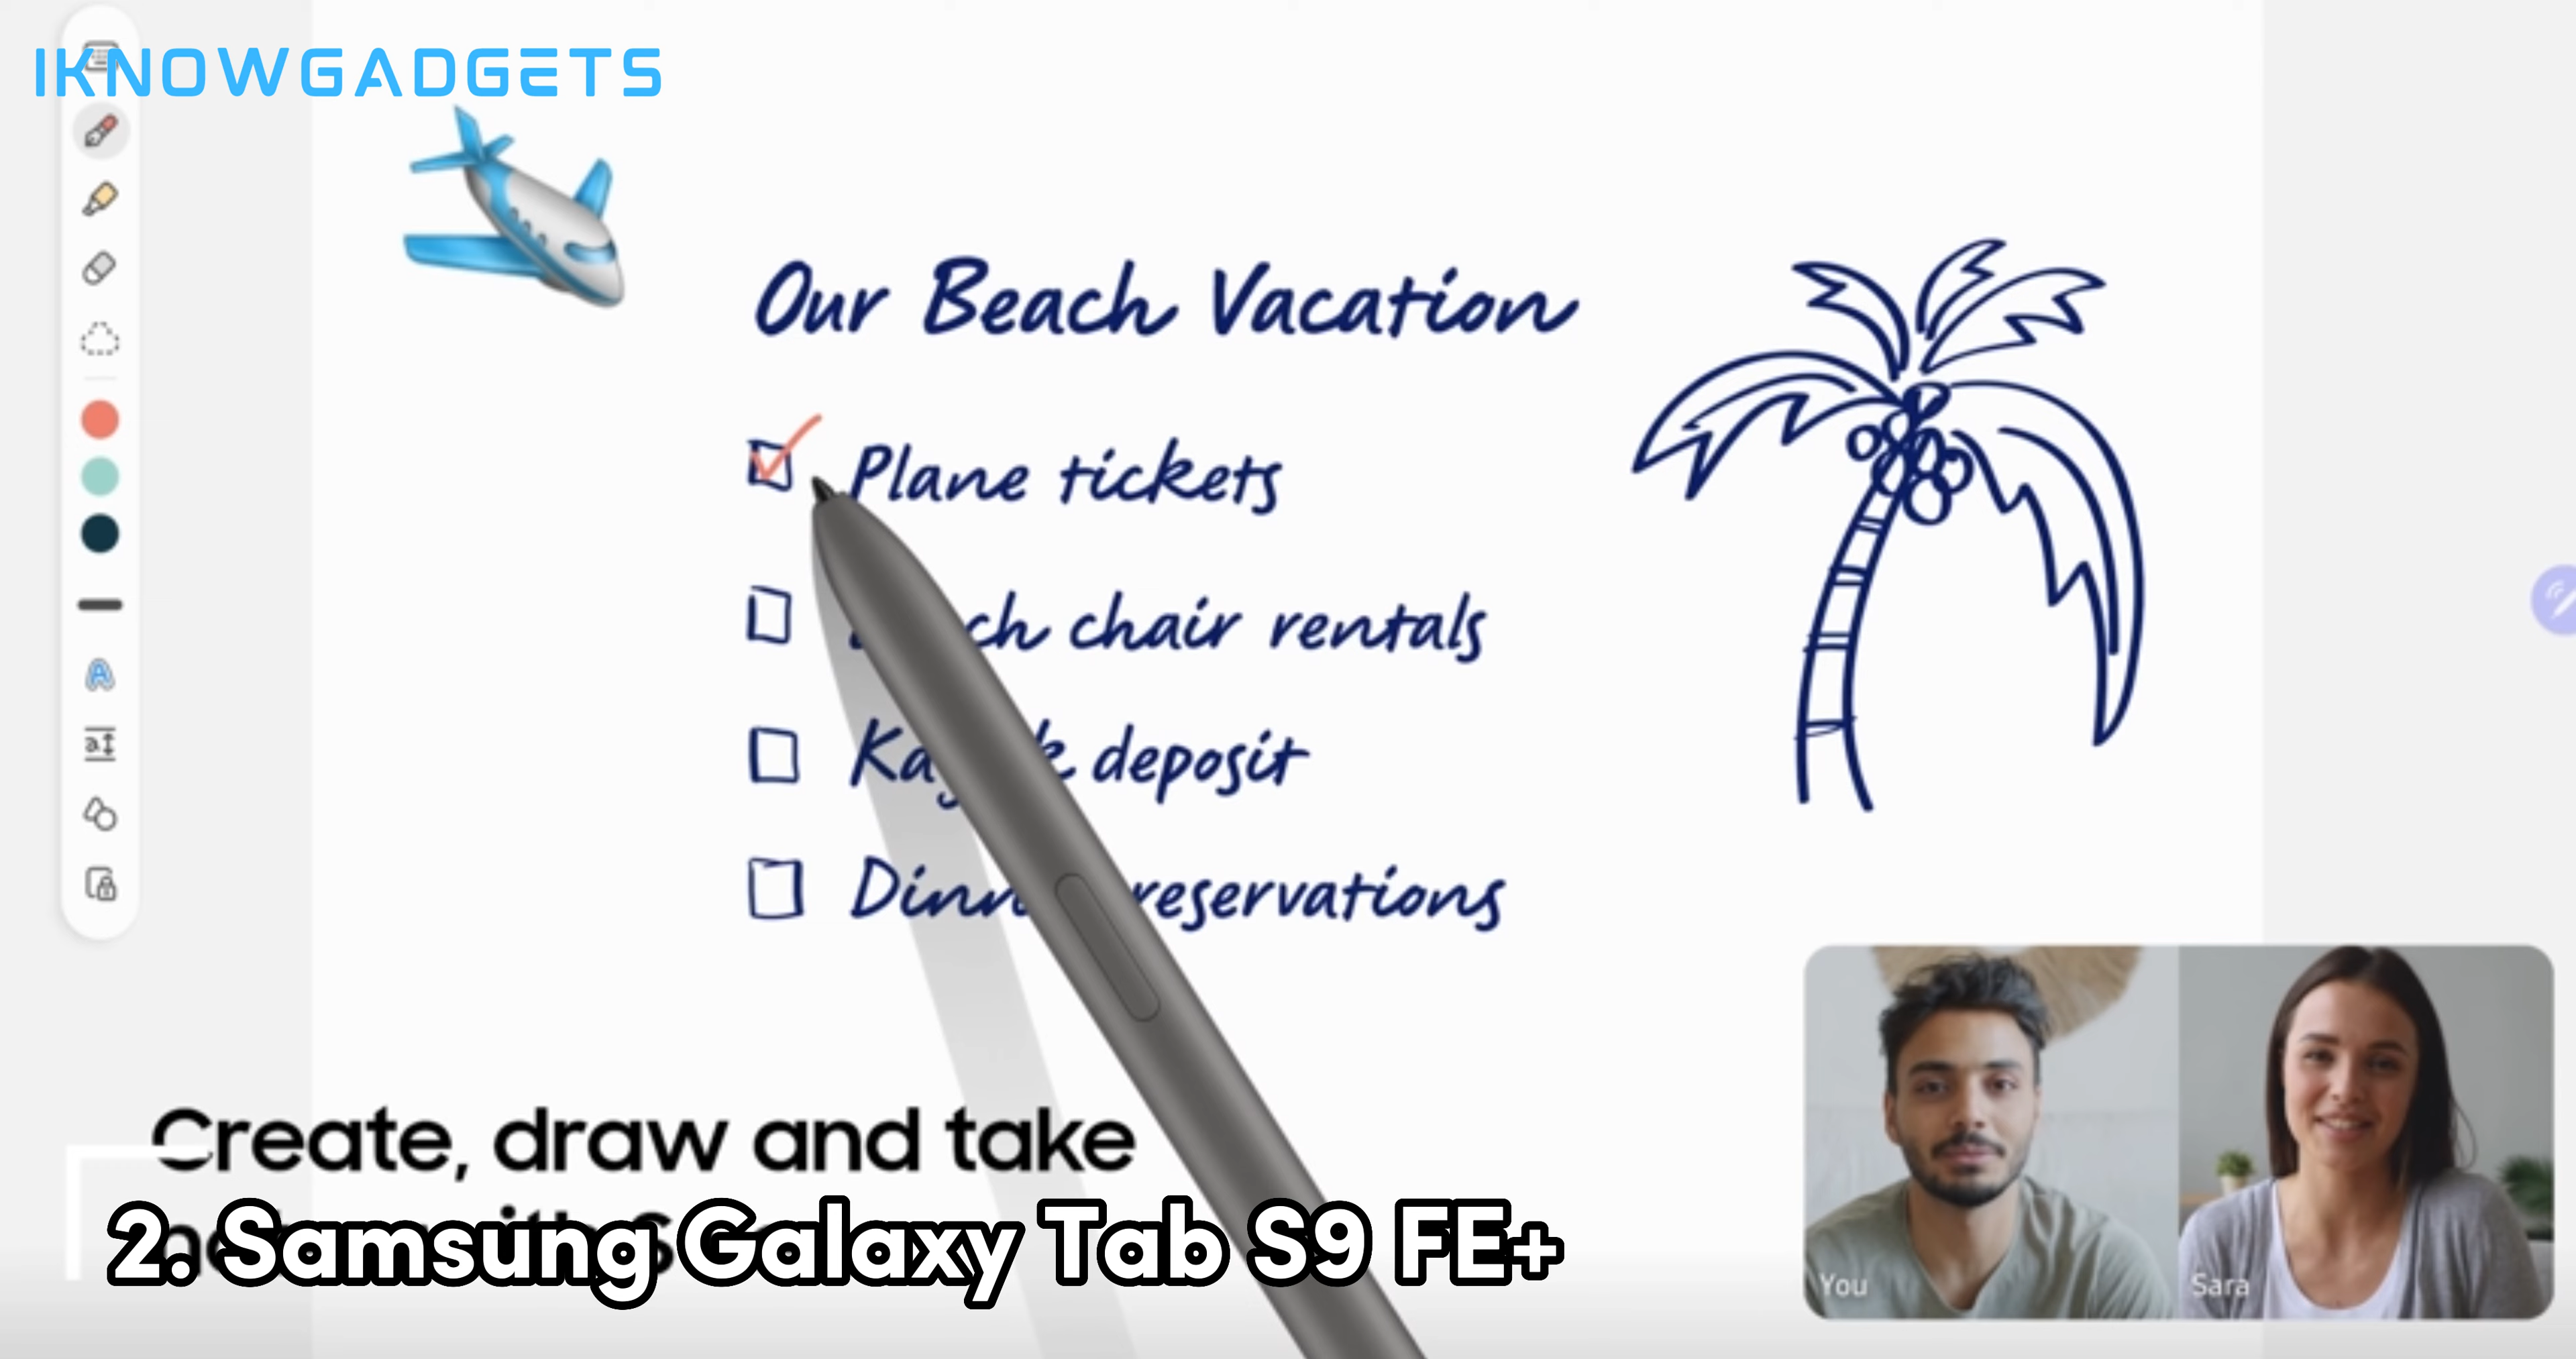 IKNOWGADGETS
Our Beach Vacation
Plane tickets
ch chair rentals
deposit
reservations
Create, draw and take
2. Samsung Galaxy Tab S9 FE+
You
Sara